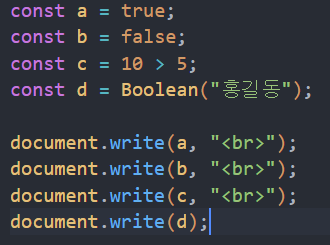 const a = true;
const b = false;
const c = 10 > 5;
const d = Boolean("홍길동");
document.write(a, "<br>");
document.write(b, "<br>");
document.write(c, "<br>");
document.write(d);